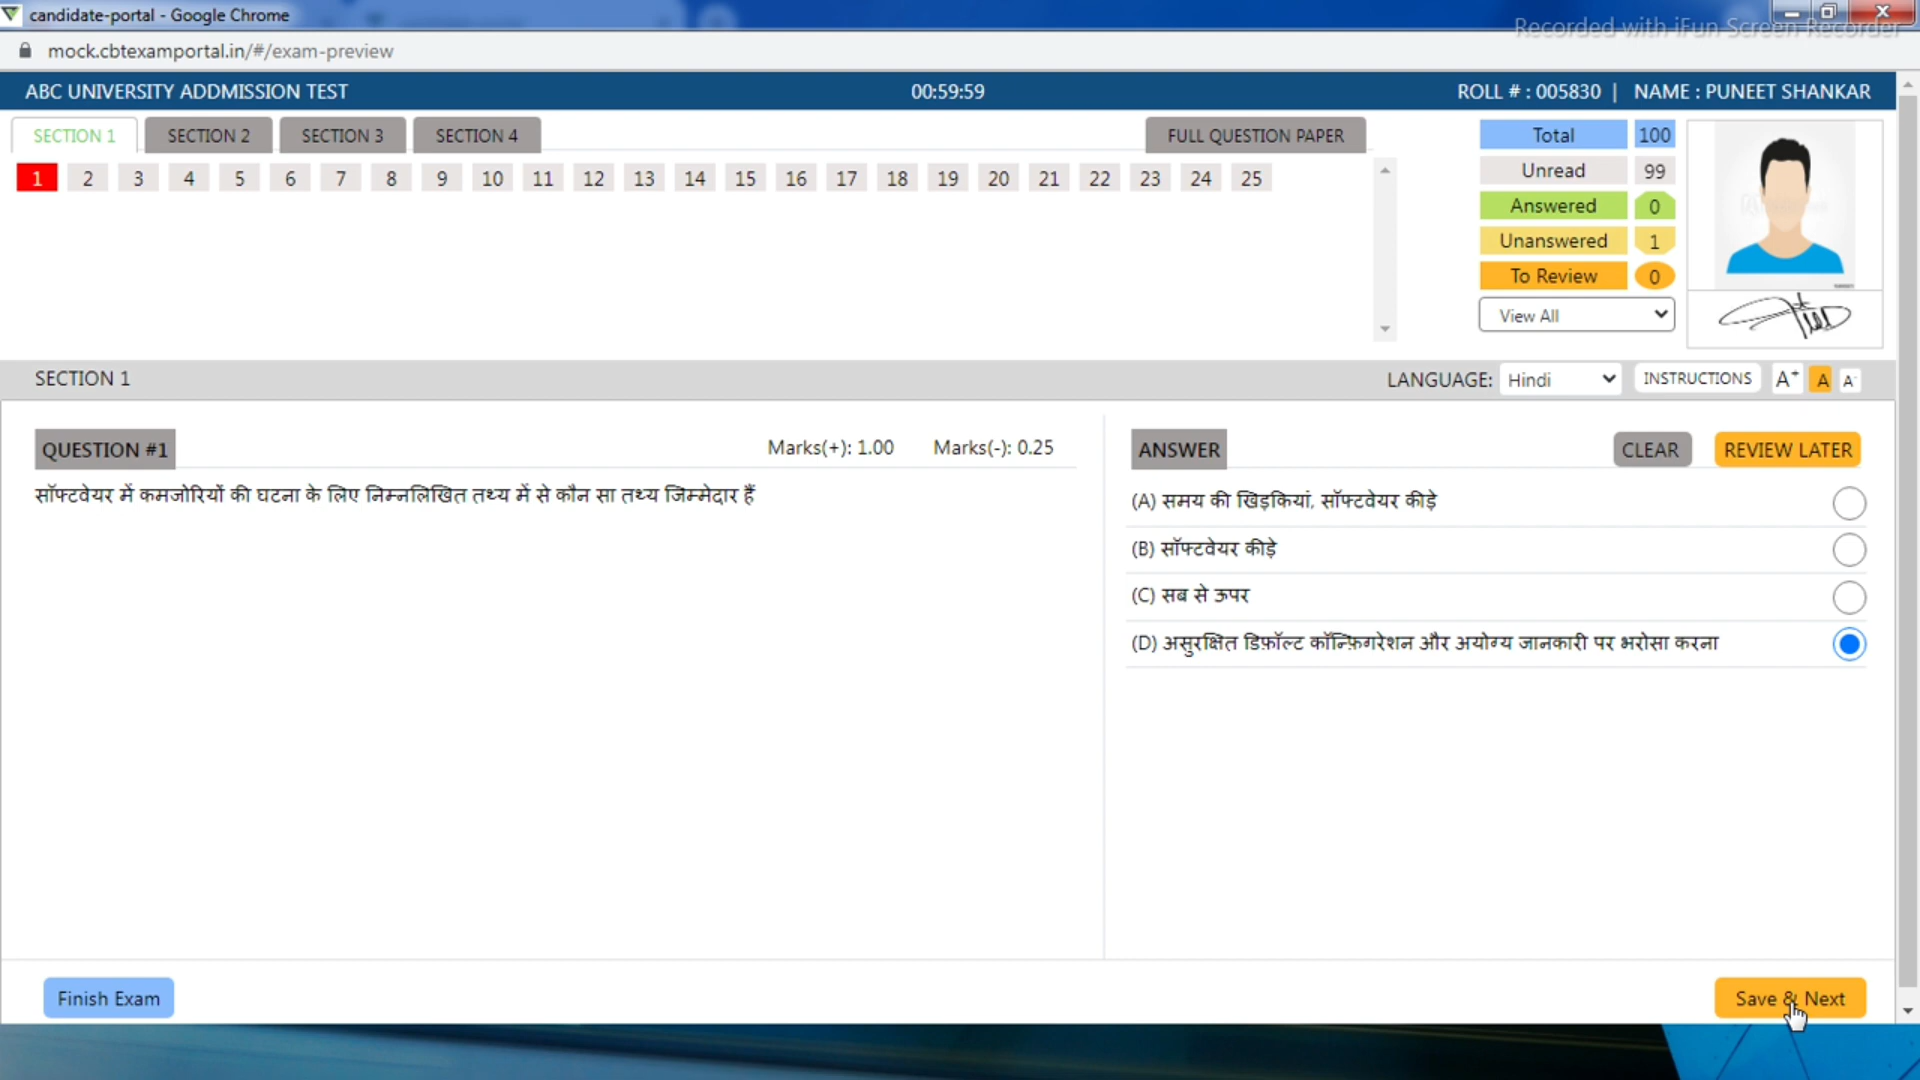 candidate-portal - Google Chrome
Recorded with iFun Screen Recorder
mock.cbtexamportal.in/#/exam-preview
ABC UNIVERSITY ADDMISSION TEST 00:59:59 ROLL # : 005830 | NAME : PUNEET SHANKAR
SECTION 1 SECTION 2 SECTION 3 SECTION 4 FULL QUESTION PAPER
1 2 3 4 5 6 7 8 9 10 11 12 13 14 15 16 17 18 19 20 21 22 23 24 25
Total 100
Unread 99
Answered 0
Unanswered 1
To Review 0
View All
SECTION 1 LANGUAGE: Hindi INSTRUCTIONS A+ A A-
QUESTION #1 Marks(+): 1.00 Marks(-): 0.25
सॉफ्टवेयर में कमजोरियों की घटना के लिए निम्नलिखित तथ्य में से कौन सा तथ्य जिम्मेदार हैं
ANSWER CLEAR REVIEW LATER
(A) समय की खिड़कियां, सॉफ्टवेयर कीड़े
(B) सॉफ्टवेयर कीड़े
(C) सब से ऊपर
(D) असुरक्षित डिफ़ॉल्ट कॉन्फ़िगरेशन और अयोग्य जानकारी पर भरोसा करना
Finish Exam Save & Next